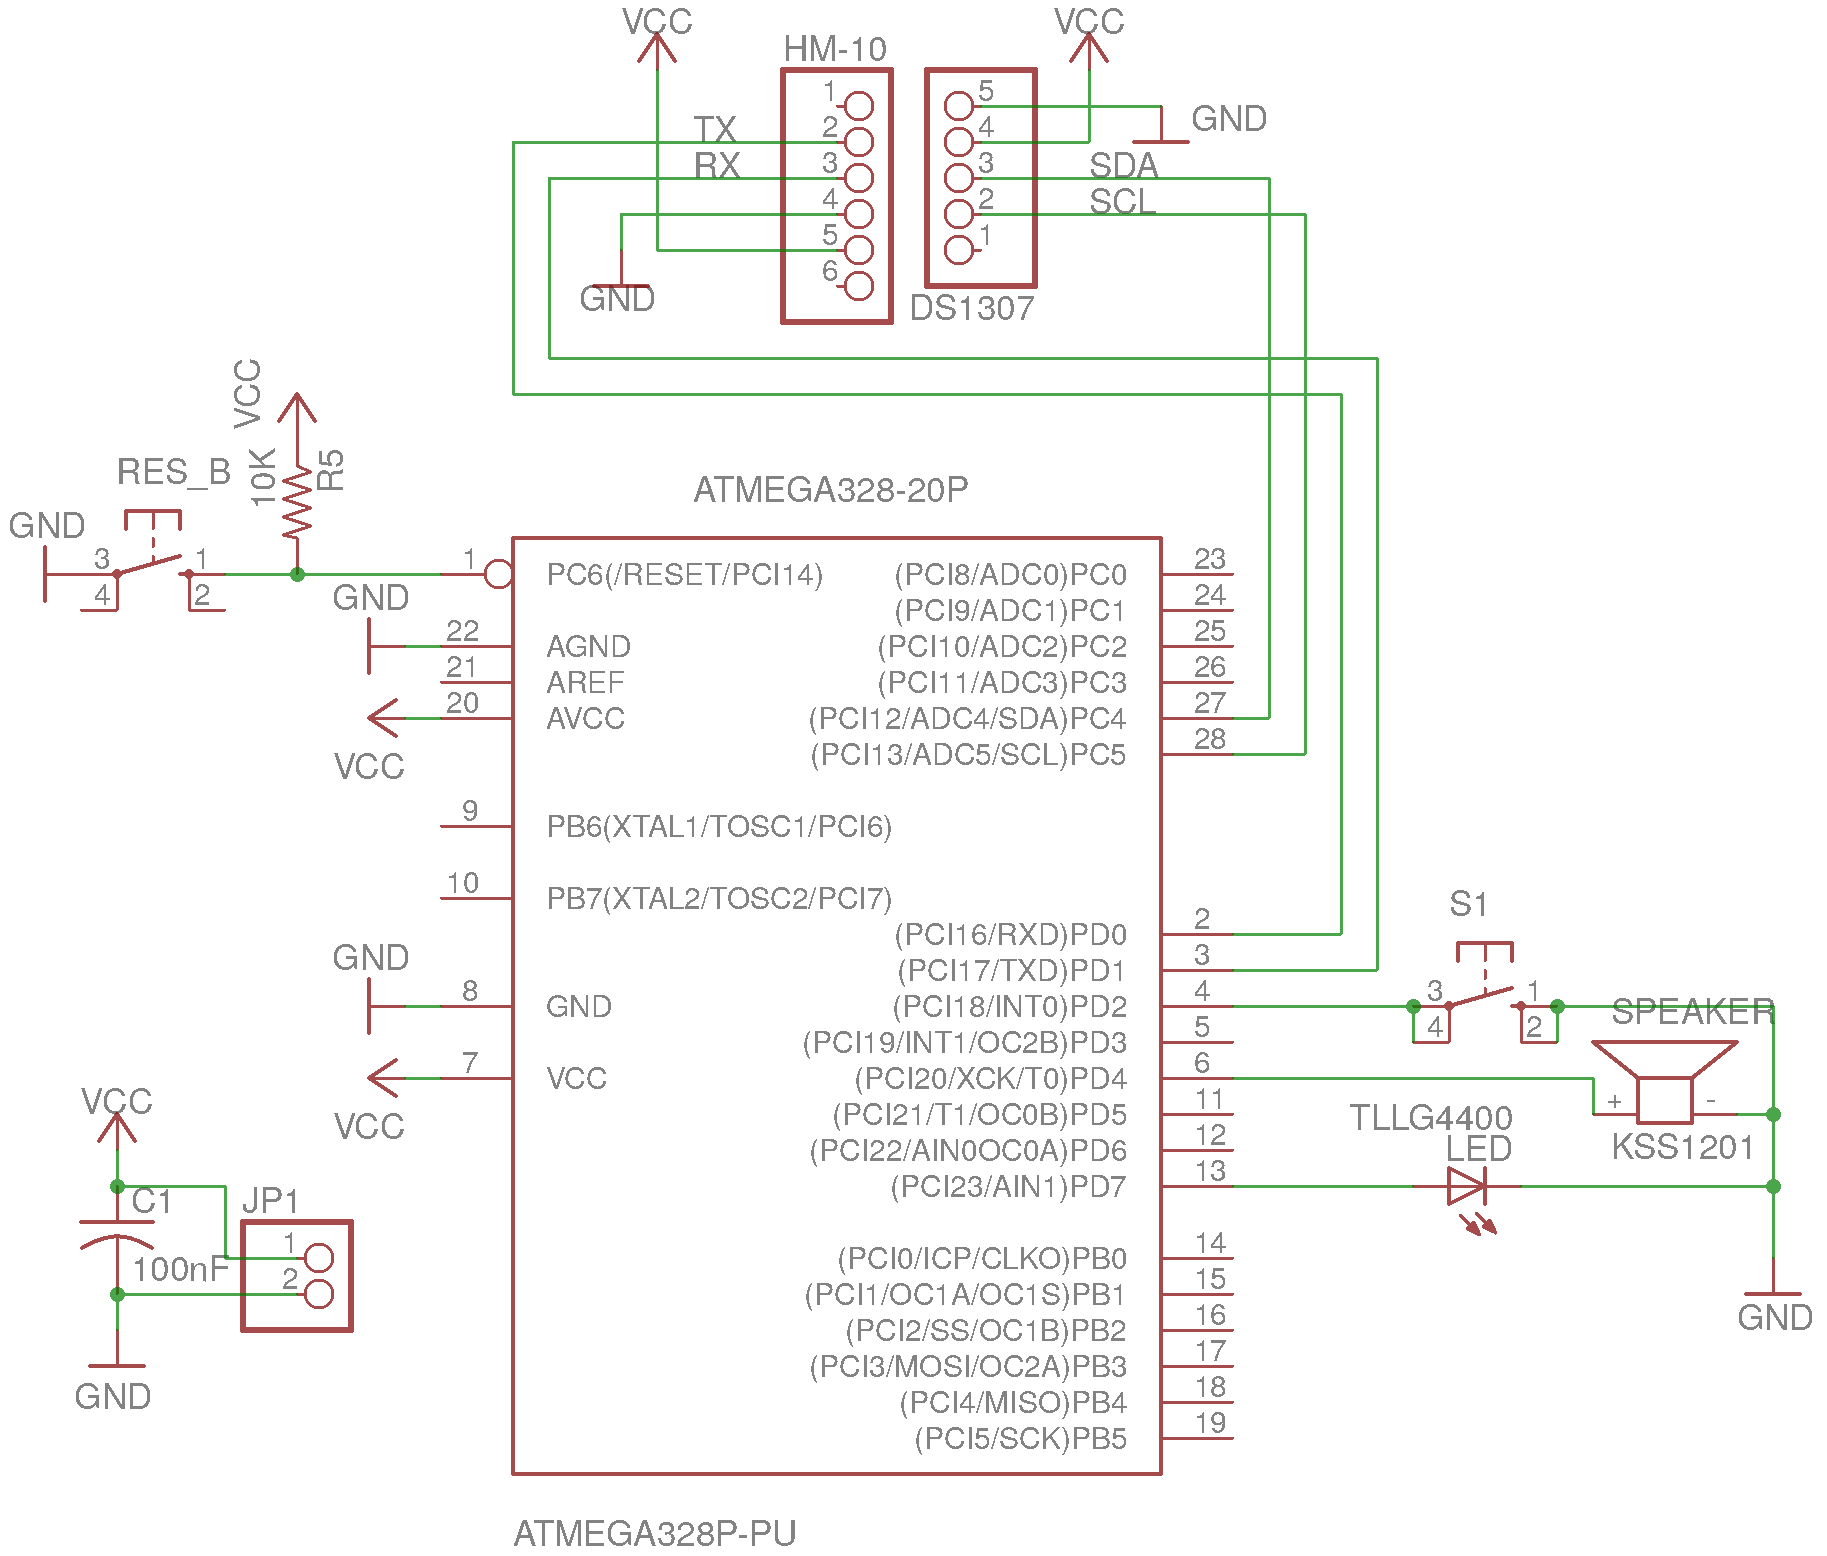 VCC
VCC
HM-10
1
2
3
4
5
6
TX
RX
GND
5
4
3
2
1
GND
SDA
SCL
DS1307
VCC
10K
R5
RES_B
GND
3
4
1
2
ATMEGA328-20P
1
PC6(/RESET/PCI14)
GND
22
AGND
21
AREF
20
AVCC
VCC
9
PB6(XTAL1/TOSC1/PCI6)
10
PB7(XTAL2/TOSC2/PCI7)
GND
8
GND
7
VCC
VCC
(PCI8/ADC0)PC0
23
(PCI9/ADC1)PC1
24
(PCI10/ADC2)PC2
25
(PCI11/ADC3)PC3
26
(PCI12/ADC4/SDA)PC4
27
(PCI13/ADC5/SCL)PC5
28
(PCI16/RXD)PD0
2
(PCI17/TXD)PD1
3
(PCI18/INT0)PD2
4
(PCI19/INT1/OC2B)PD3
5
(PCI20/XCK/T0)PD4
6
(PCI21/T1/OC0B)PD5
11
(PCI22/AIN0OC0A)PD6
12
(PCI23/AIN1)PD7
13
(PCI0/ICP/CLKO)PB0
14
(PCI1/OC1A/OC1S)PB1
15
(PCI2/SS/OC1B)PB2
16
(PCI3/MOSI/OC2A)PB3
17
(PCI4/MISO)PB4
18
(PCI5/SCK)PB5
19
S1
3
4
1
2
SPEAKER
+
-
KSS1201
TLLG4400
LED
GND
VCC
C1
100nF
JP1
1
2
GND
ATMEGA328P-PU